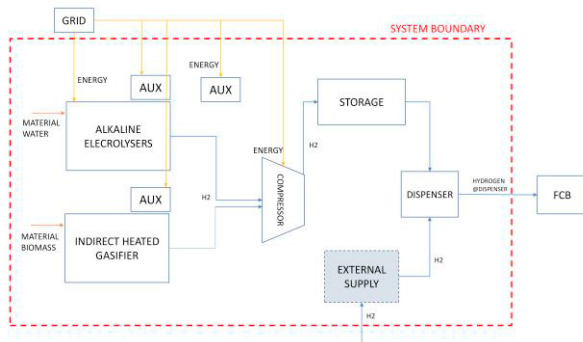 GRID
SYSTEM BOUNDARY
ENERGY
AUX
ENERGY
AUX
STORAGE
MATERIAL
WATER
ALKALINE
ELECROLYSERS
ENERGY
H2
COMPRESSOR
AUX
H2
DISPENSER
HYDROGEN
@DISPENSER
FCB
MATERIAL
BIOMASS
INDIRECT HEATED
GASIFIER
EXTERNAL
SUPPLY
H2
H2